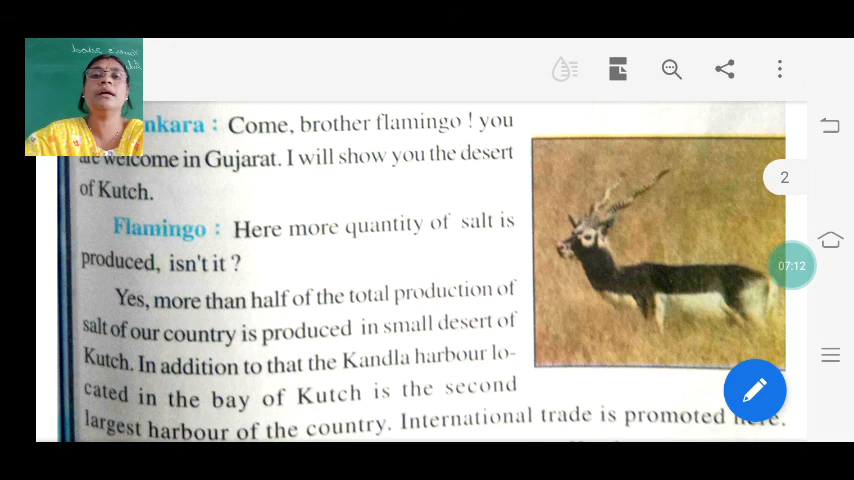 nkara : Come, brother flamingo ! you
are welcome in Gujarat. I will show you the desert
of Kutch.
Flamingo : Here more quantity of salt is
produced, isn't it ?
Yes, more than half of the total production of
salt of our country is produced in small desert of
Kutch. In addition to that the Kandla harbour lo-
cated in the bay of Kutch is the second
largest harbour of the country. International trade is promoted here.
2
07:12